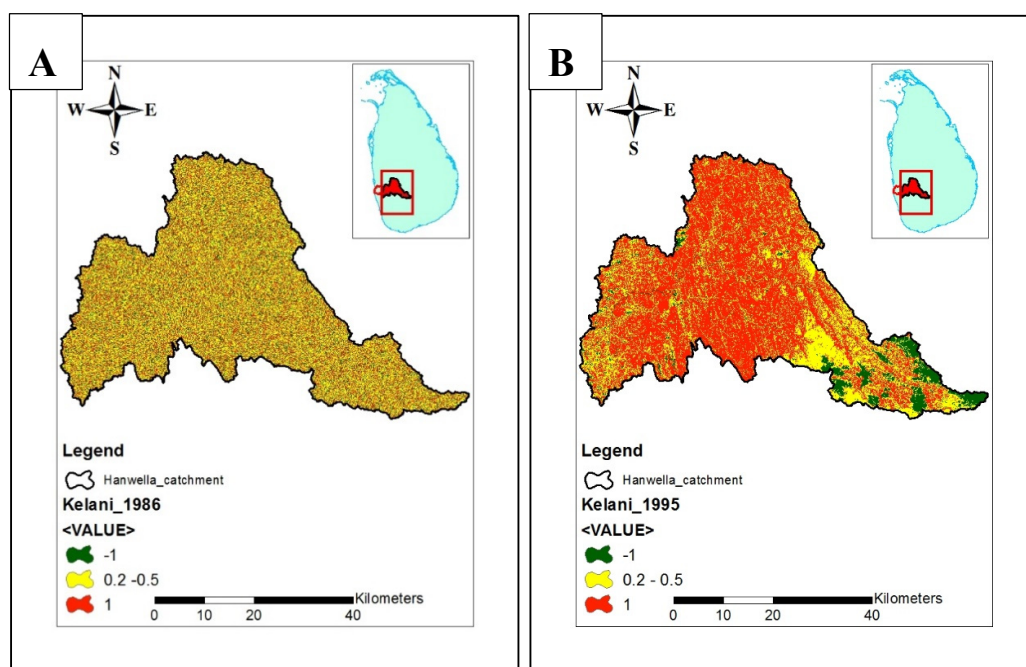 A
N
W E
S
Legend
Hanwella_catchment
Kelani_1986
<VALUE>
-1
0.2 -0.5
1
Kilometers
0 10 20 40
B
N
W E
S
Legend
Hanwella_catchment
Kelani_1995
<VALUE>
-1
0.2 - 0.5
1
Kilometers
0 10 20 40